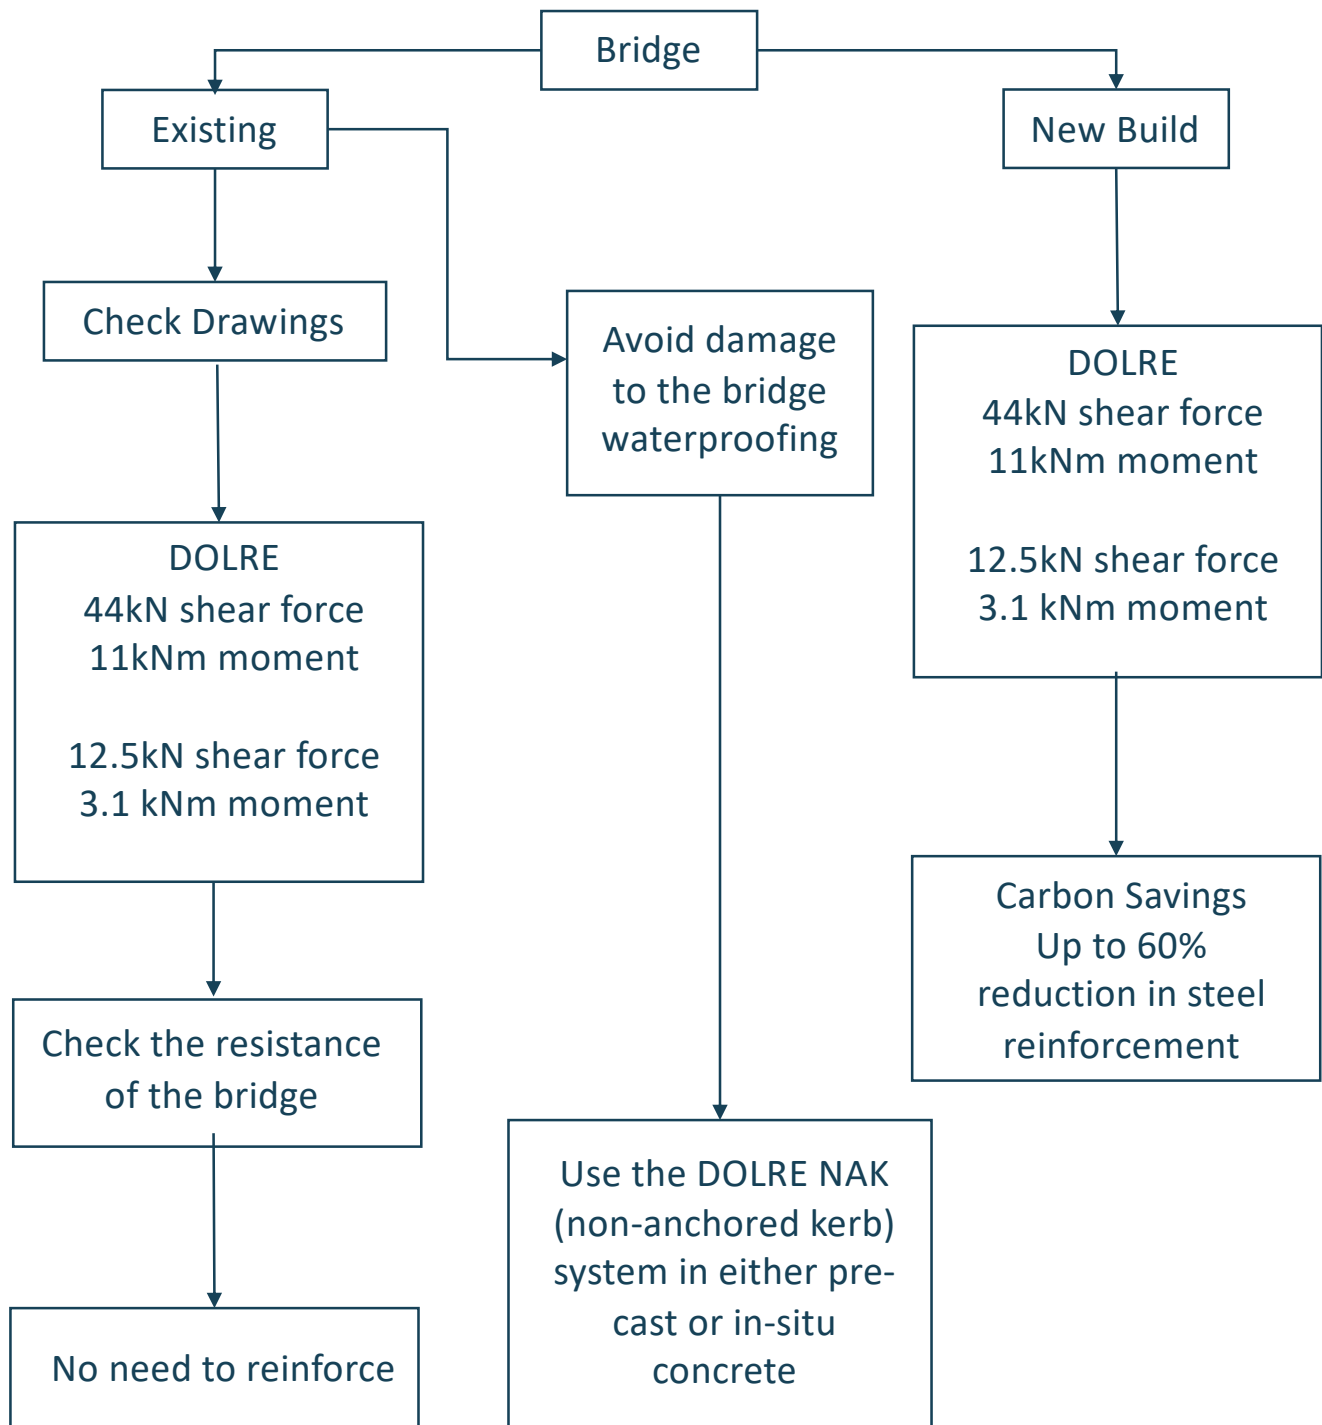 Bridge
Existing
New Build
Check Drawings
Avoid damage
to the bridge
waterproofing
DOLRE
44kN shear force
11kNm moment
12.5kN shear force
3.1 kNm moment
DOLRE
44kN shear force
11kNm moment
12.5kN shear force
3.1 kNm moment
Carbon Savings
Up to 60%
reduction in steel
reinforcement
Check the resistance
of the bridge
Use the DOLRE NAK
(non-anchored kerb)
system in either pre-
cast or in-situ
concrete
No need to reinforce